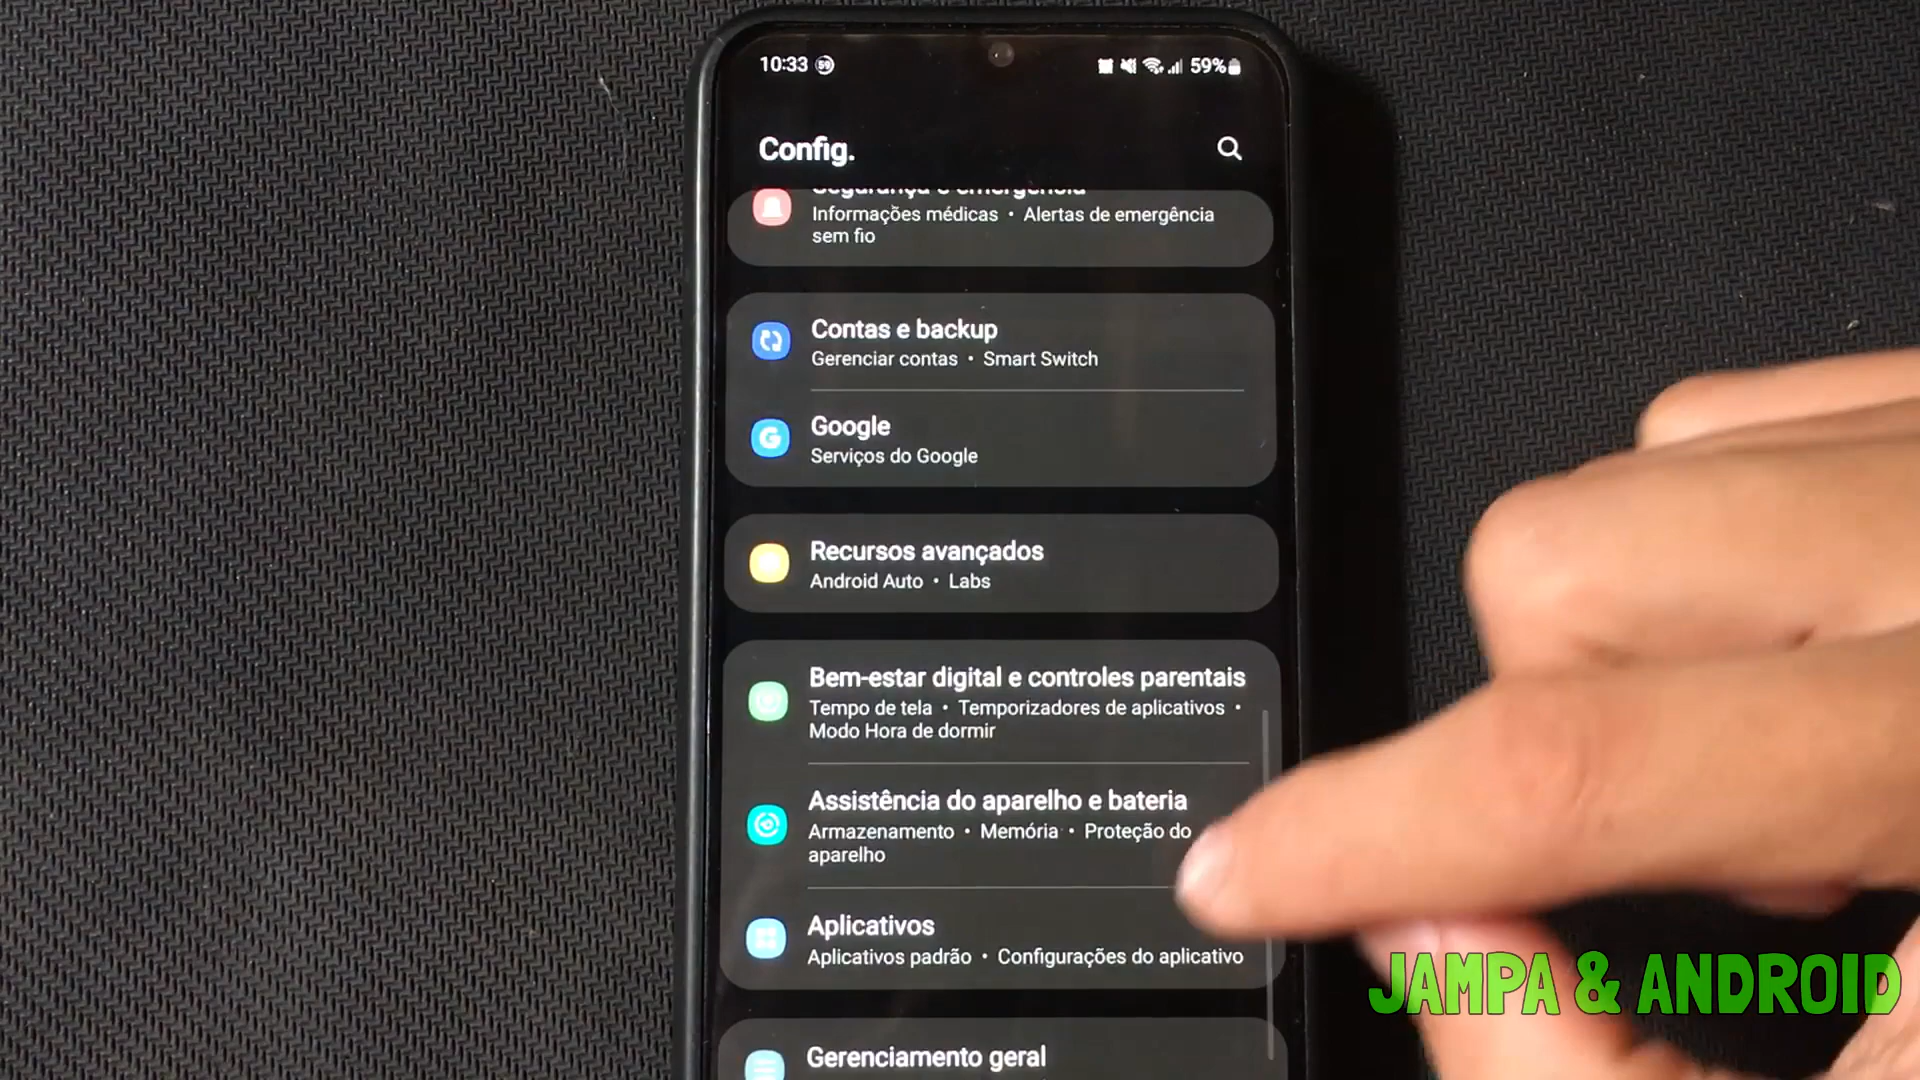 10:33 59
59%
Config.
Segurança e emergência
Informações médicas • Alertas de emergência
sem fio
Contas e backup
Gerenciar contas • Smart Switch
Google
Serviços do Google
Recursos avançados
Android Auto • Labs
Bem-estar digital e controles parentais
Tempo de tela • Temporizadores de aplicativos •
Modo Hora de dormir
Assistência do aparelho e bateria
Armazenamento • Memória • Proteção do
aparelho
Aplicativos
Aplicativos padrão • Configurações do aplicativo
JAMPA & ANDROID
Gerenciamento geral